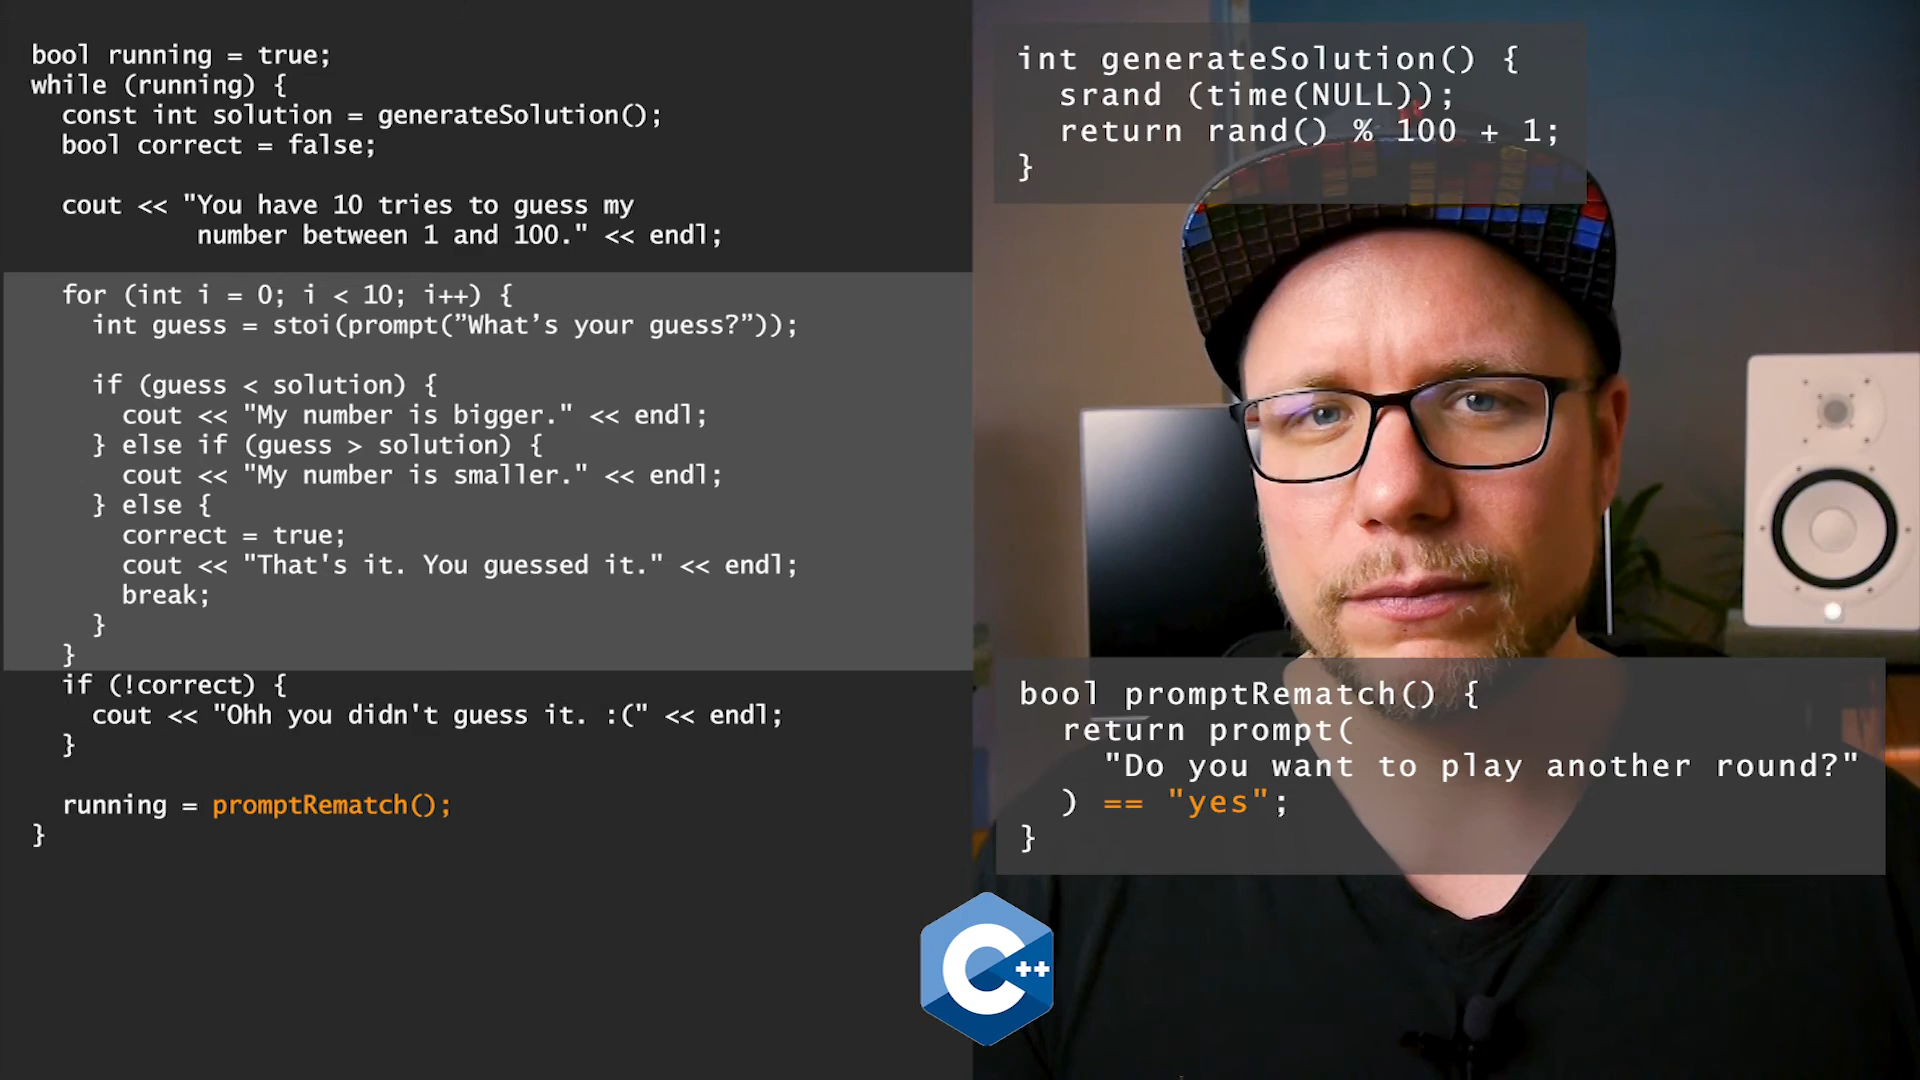 bool running = true;
while (running) {
  const int solution = generateSolution();
  bool correct = false;

  cout << "You have 10 tries to guess my
           number between 1 and 100." << endl;

  for (int i = 0; i < 10; i++) {
    int guess = stoi(prompt(”What’s your guess?”));

    if (guess < solution) {
      cout << "My number is bigger." << endl;
    } else if (guess > solution) {
      cout << "My number is smaller." << endl;
    } else {
      correct = true;
      cout << "That's it. You guessed it." << endl;
      break;
    }
  }
  if (!correct) {
    cout << "Ohh you didn't guess it. :(" << endl;
  }

  running = promptRematch();
}
int generateSolution() {
  srand (time(NULL));
  return rand() % 100 + 1;
}
bool promptRematch() {
  return prompt(
    "Do you want to play another round?"
  ) == "yes";
}
C++